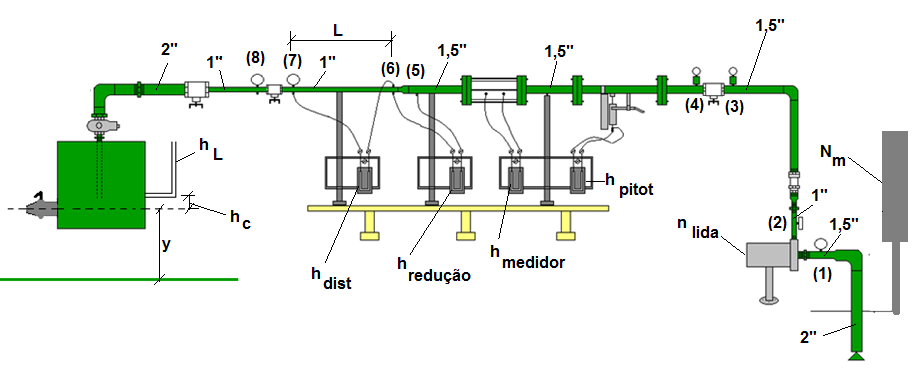 2"
1"
(8)
(7)
L
1"
(6)
(5)
1,5"
1,5"
(4)
(3)
1,5"
h L
h c
y
h dist
h redução
h medidor
h pitot
n lida
(2)
1"
(1)
1,5"
2"
N m